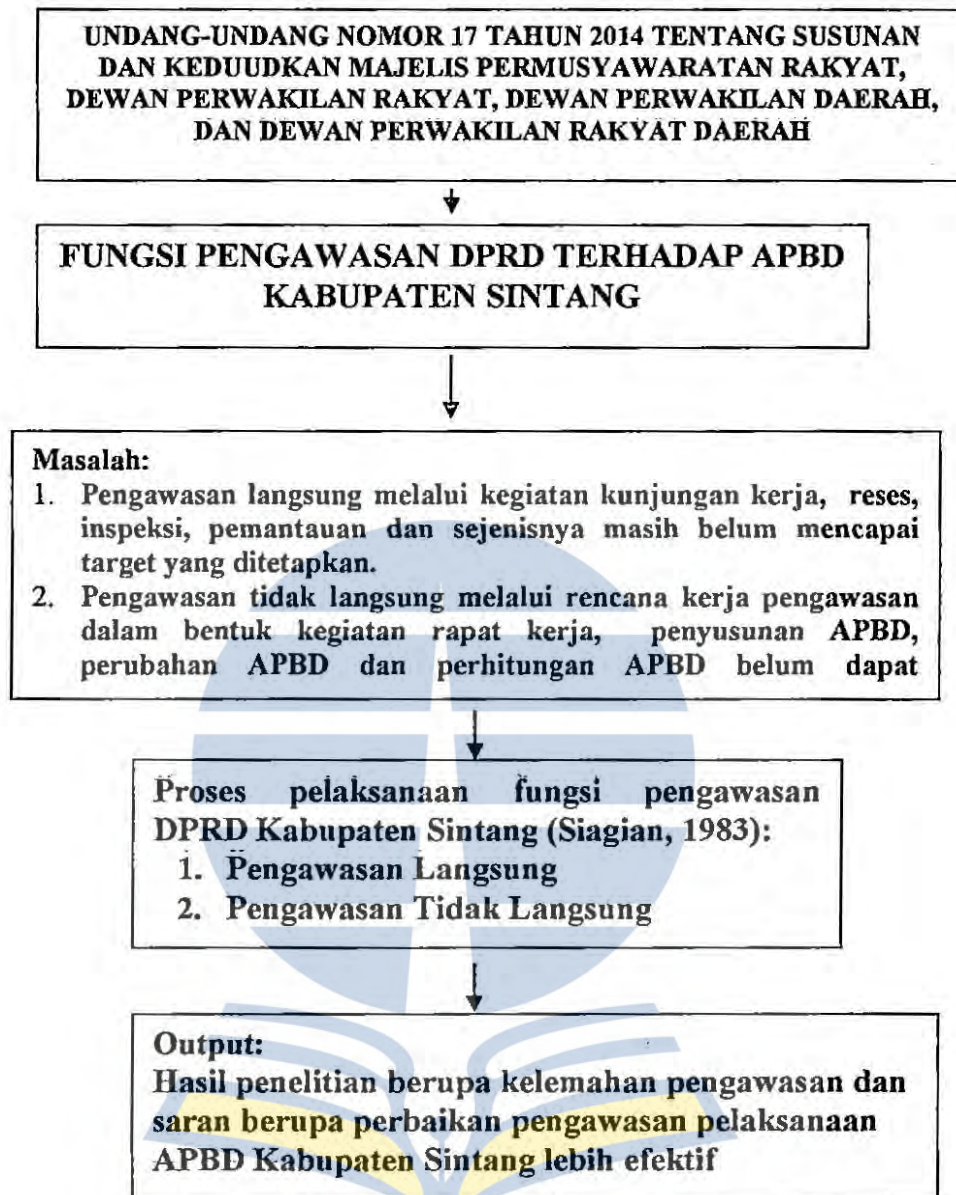 UNDANG-UNDANG NOMOR 17 TAHUN 2014 TENTANG SUSUNAN
DAN KEDUUDKAN MAJELIS PERMUSYAWARATAN RAKYAT,
DEWAN PERWAKILAN RAKYAT, DEWAN PERWAKILAN DAERAH,
DAN DEWAN PERWAKILAN RAKYAT DAERAH
FUNGSI PENGAWASAN DPRD TERHADAP APBD
KABUPATEN SINTANG
Masalah:
1. Pengawasan langsung melalui kegiatan kunjungan kerja, reses,
inspeksi, pemantauan dan sejenisnya masih belum mencapai
target yang ditetapkan.
2. Pengawasan tidak langsung melalui rencana kerja pengawasan
dalam bentuk kegiatan rapat kerja, penyusunan APBD,
perubahan APBD dan perhitungan APBD belum dapat
Proses pelaksanaan fungsi pengawasan
DPRD Kabupaten Sintang (Siagian, 1983):
1. Pengawasan Langsung
2. Pengawasan Tidak Langsung
Output:
Hasil penelitian berupa kelemahan pengawasan dan
saran berupa perbaikan pengawasan pelaksanaan
APBD Kabupaten Sintang lebih efektif